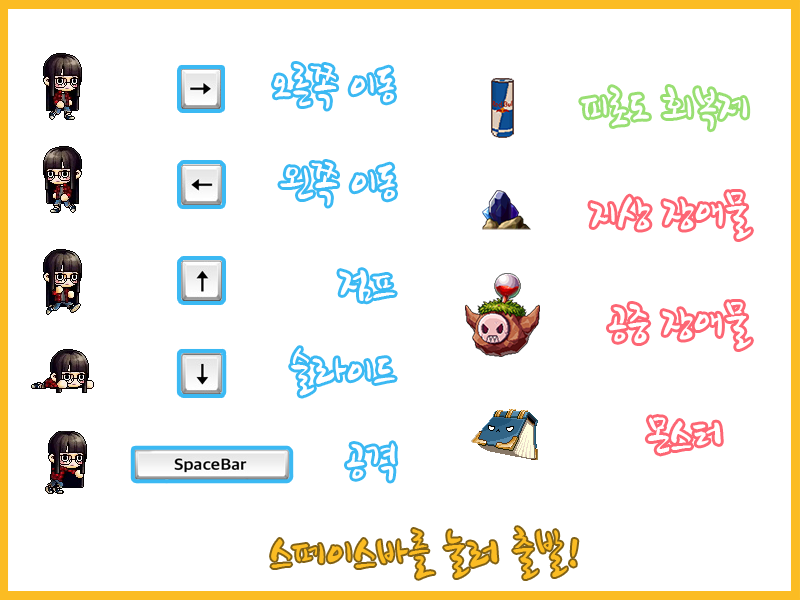 → 오른쪽 이동
← 왼쪽 이동
↑ 점프
↓ 슬라이드
SpaceBar 공격
피로도 회복제
지상 장애물
공중 장애물
몬스터
스페이스바를 눌러 출발!